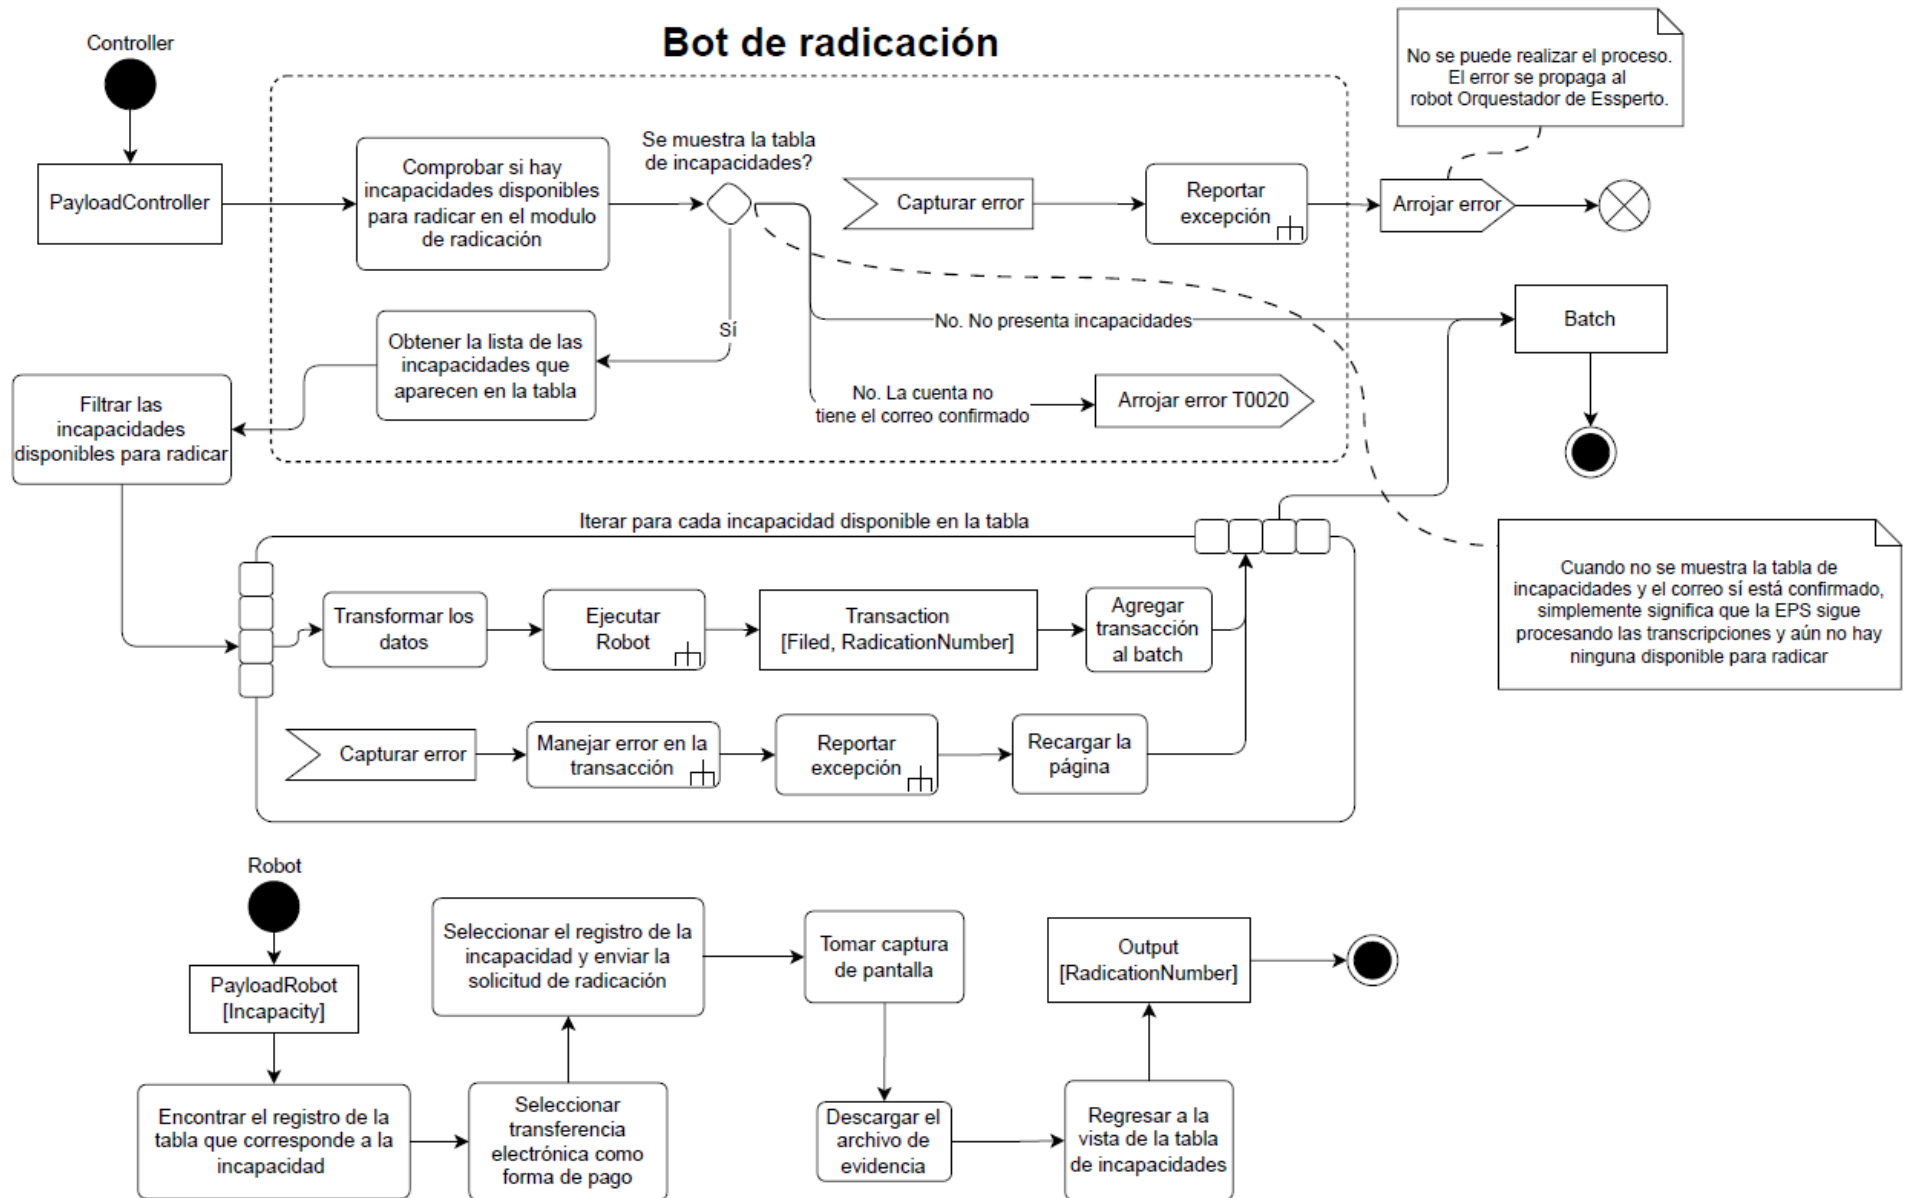 Bot de radicación
Controller
PayloadController
Comprobar si hay
incapacidades disponibles
para radicar en el modulo
de radicación
Se muestra la tabla
de incapacidades?
Capturar error
Reportar
excepción
Arrojar error
No se puede realizar el proceso.
El error se propaga al
robot Orquestador de Essperto.
Sí
No. No presenta incapacidades
Batch
Obtener la lista de las
incapacidades que
aparecen en la tabla
No. La cuenta no
tiene el correo confirmado
Arrojar error T0020
Filtrar las
incapacidades
disponibles para radicar
Iterar para cada incapacidad disponible en la tabla
Transformar los
datos
Ejecutar
Robot
Transaction
[Filed, RadicationNumber]
Agregar
transacción
al batch
Cuando no se muestra la tabla de
incapacidades y el correo sí está confirmado,
simplemente significa que la EPS sigue
procesando las transcripciones y aún no hay
ninguna disponible para radicar
Capturar error
Manejar error en la
transacción
Reportar
excepción
Recargar la
página
Robot
PayloadRobot
[Incapacity]
Encontrar el registro de la
tabla que corresponde a la
incapacidad
Seleccionar
transferencia
electrónica como
forma de pago
Seleccionar el registro de la
incapacidad y enviar la
solicitud de radicación
Tomar captura
de pantalla
Descargar el
archivo de
evidencia
Regresar a la
vista de la tabla
de incapacidades
Output
[RadicationNumber]